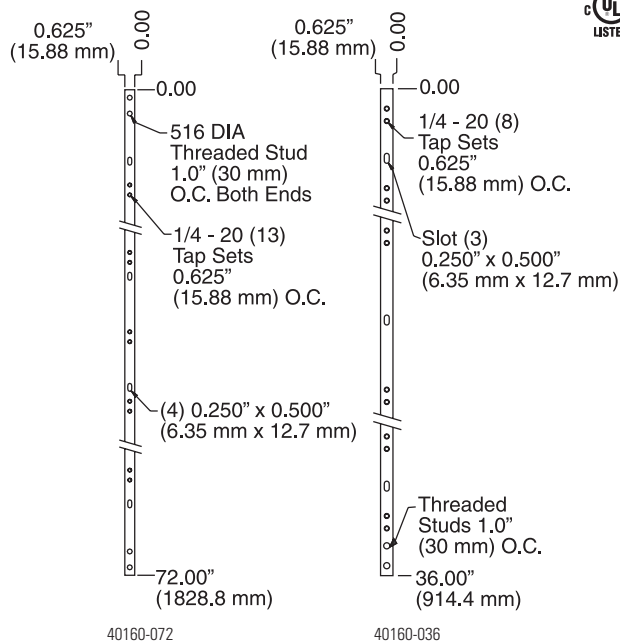 0.625”
(15.88 mm)
0.00
0.00
516 DIA
Threaded Stud
1.0” (30 mm)
O.C. Both Ends
1/4 - 20 (13)
Tap Sets
0.625”
(15.88 mm) O.C.
(4) 0.250” x 0.500”
(6.35 mm x 12.7 mm)
72.00”
(1828.8 mm)
40160-072
0.625”
(15.88 mm)
0.00
0.00
1/4 - 20 (8)
Tap Sets
0.625”
(15.88 mm) O.C.
Slot (3)
0.250” x 0.500”
(6.35 mm x 12.7 mm)
Threaded
Studs 1.0”
(30 mm) O.C.
36.00”
(914.4 mm)
40160-036
c UL